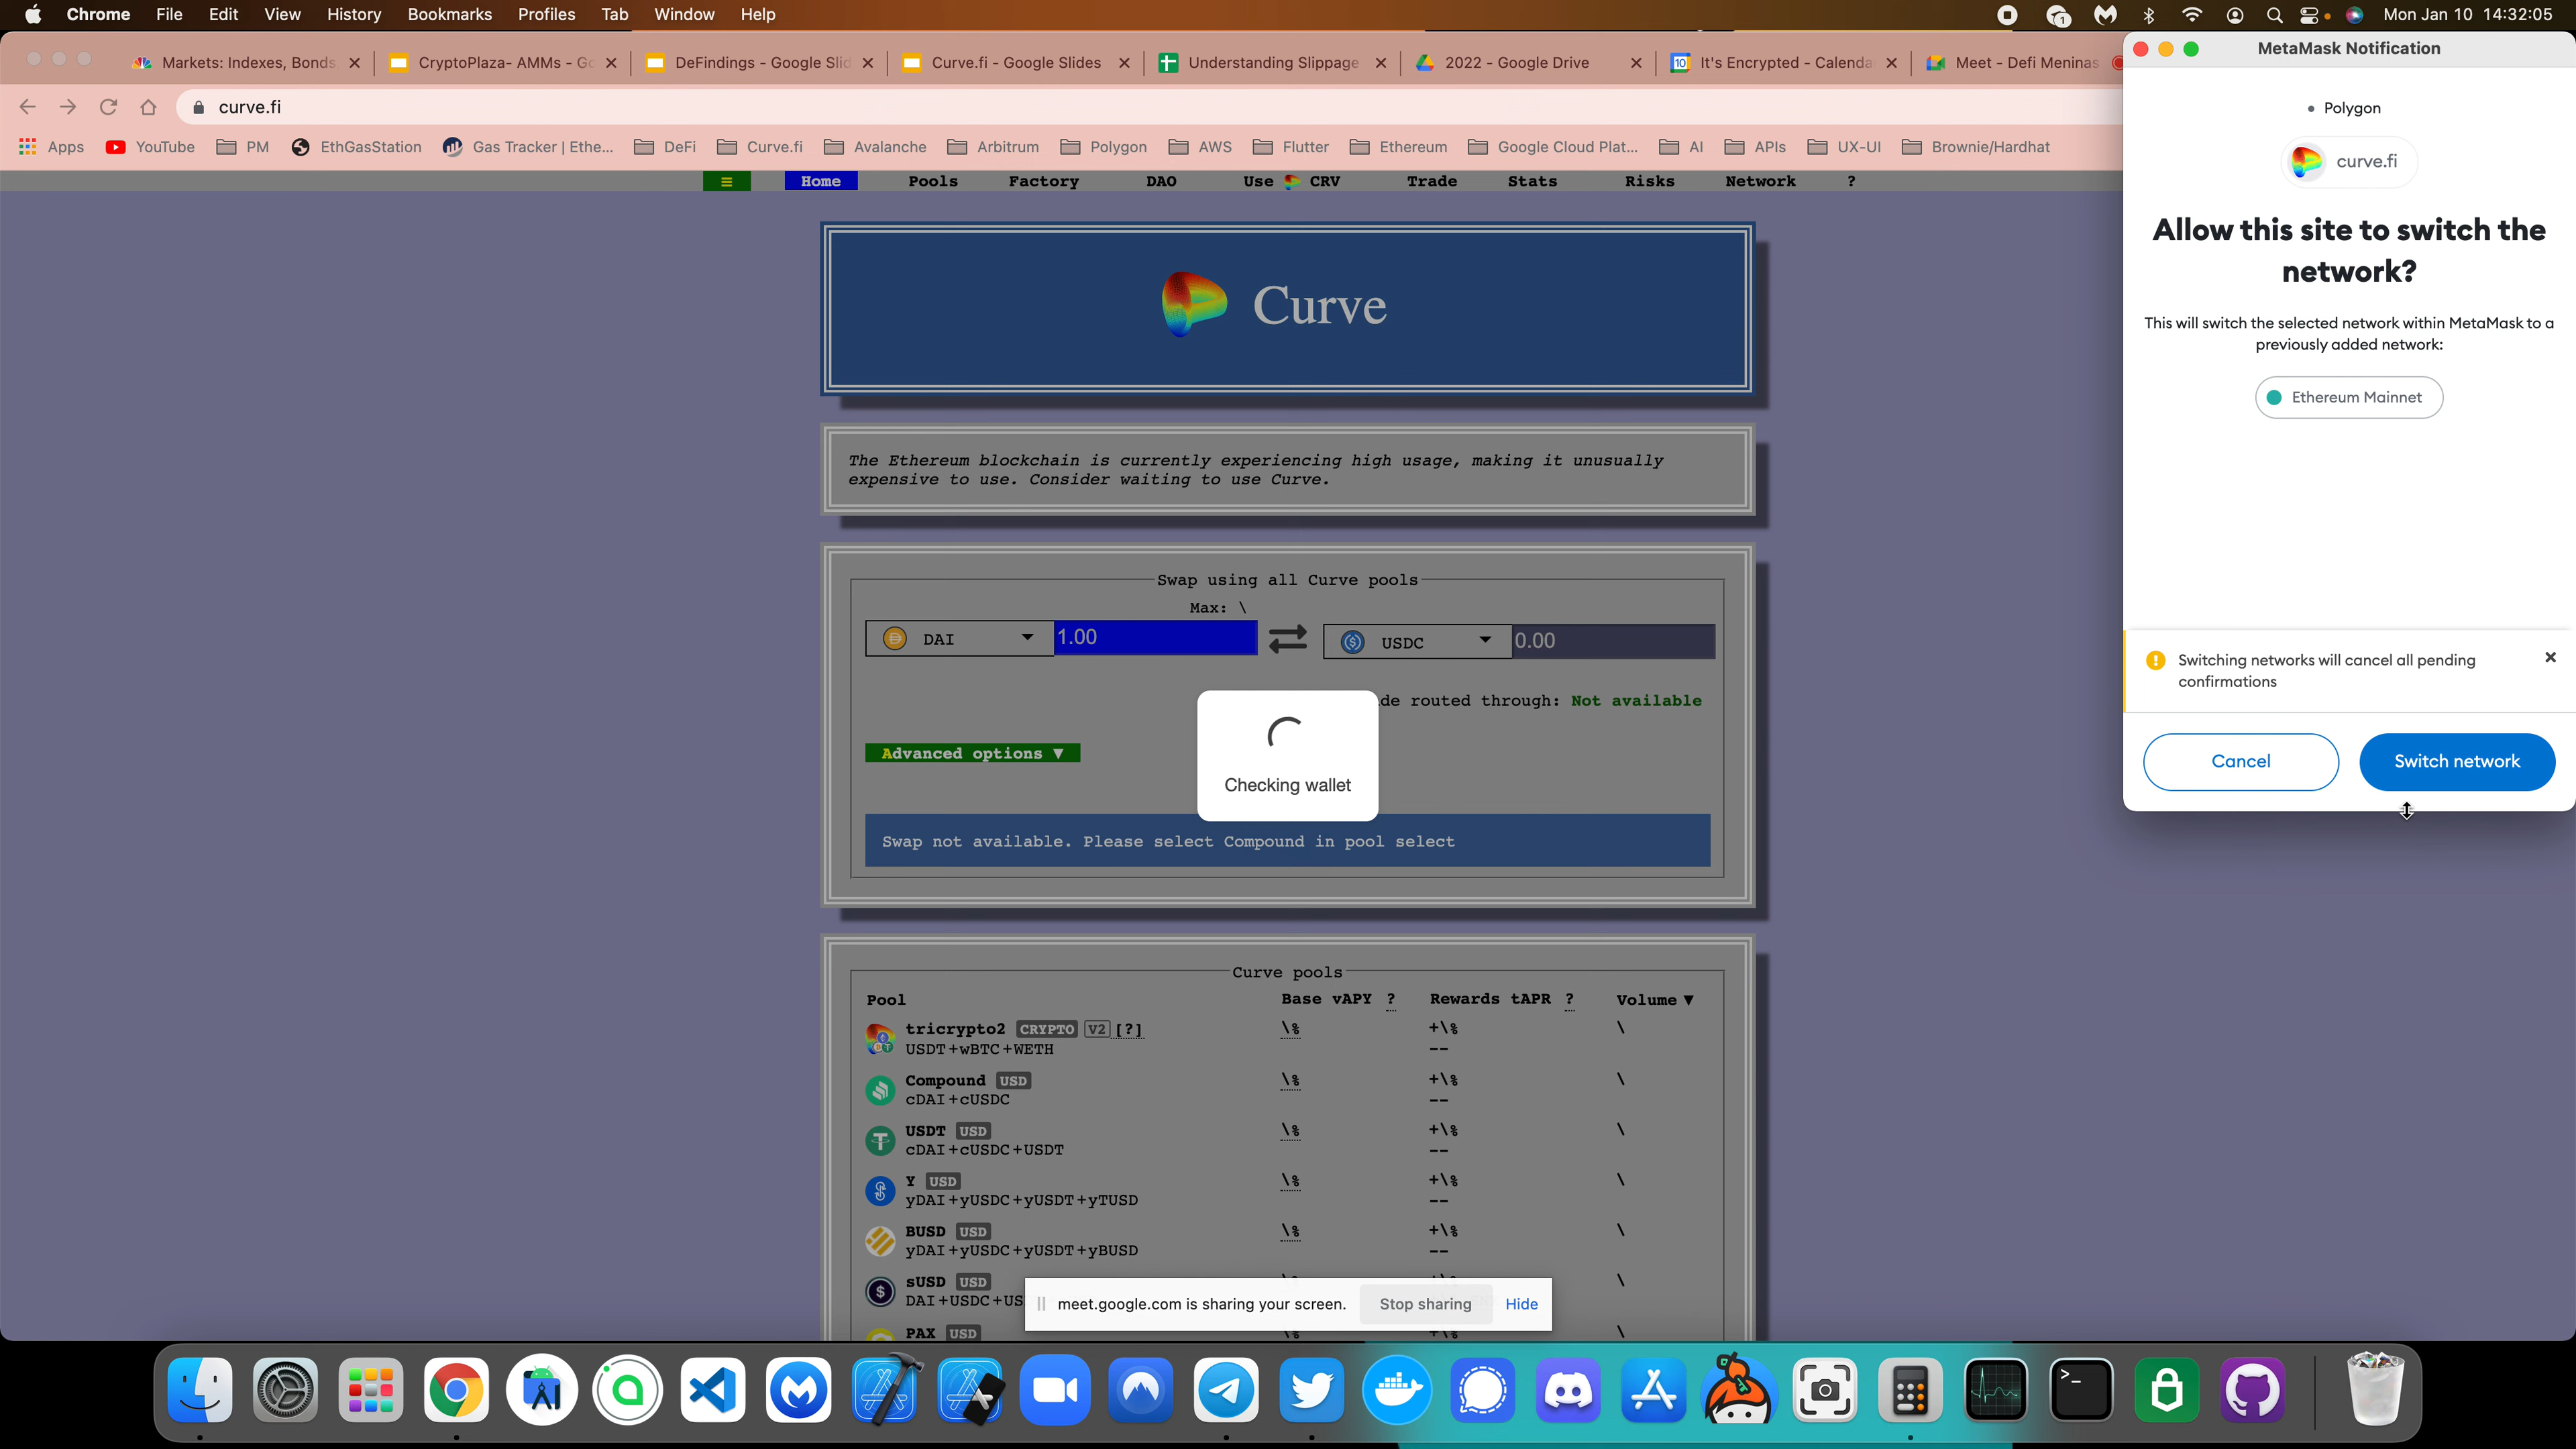 Chrome File Edit View History Bookmarks Profiles Tab Window Help
1
Mon Jan 10 14:32:05
Markets: Indexes, Bonds
CryptoPlaza- AMMs - Go
DeFindings - Google Slid
Curve.fi - Google Slides
Understanding Slippage
2022 - Google Drive
10
It's Encrypted - Calenda
Meet - Defi Meninas
curve.fi
Apps YouTube PM EthGasStation Gas Tracker | Ethe... DeFi Curve.fi Avalanche Arbitrum Polygon AWS Flutter Ethereum Google Cloud Plat... AI APIs UX-UI Brownie/Hardhat
Home Pools Factory DAO Use CRV Trade Stats Risks Network ?
Curve
The Ethereum blockchain is currently experiencing high usage, making it unusually
expensive to use. Consider waiting to use Curve.
Swap using all Curve pools
Max: \
DAI 1.00 USDC 0.00
de routed through: Not available
Advanced options ▼
Checking wallet
Swap not available. Please select Compound in pool select
Curve pools
Pool Base vAPY ? Rewards tAPR ? Volume ▼
tricrypto2 CRYPTO V2 [?] \% +\% \
USDT+wBTC+WETH --
Compound USD \% +\% \
cDAI+cUSDC --
USDT USD \% +\% \
cDAI+cUSDC+USDT --
Y USD \% +\% \
yDAI+yUSDC+yUSDT+yTUSD --
BUSD USD \% +\% \
yDAI+yUSDC+yUSDT+yBUSD --
sUSD USD \
DAI+USDC+US
PAX USD \% +\% \
meet.google.com is sharing your screen. Stop sharing Hide
MetaMask Notification
Polygon
curve.fi
Allow this site to switch the
network?
This will switch the selected network within MetaMask to a
previously added network:
Ethereum Mainnet
Switching networks will cancel all pending
confirmations
Cancel Switch network